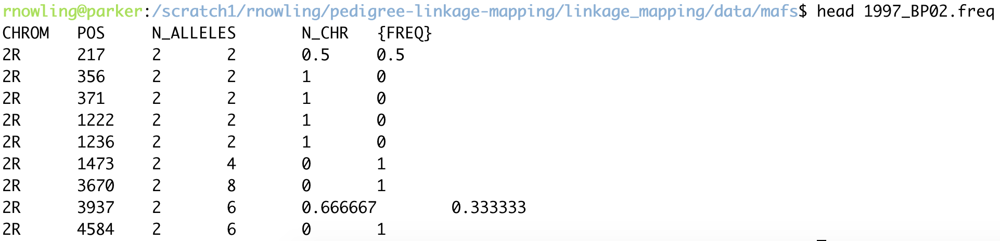 rnowling@parker:/scratch1/rnowling/pedigree-linkage-mapping/linkage_mapping/data/mafs$ head 1997_BP02.freq
CHROM POS N_ALLELES N_CHR {FREQ}
2R 217 2 2 0.5 0.5
2R 356 2 2 1 0
2R 371 2 2 1 0
2R 1222 2 2 1 0
2R 1236 2 2 1 0
2R 1473 2 4 0 1
2R 3670 2 8 0 1
2R 3937 2 6 0.666667 0.333333
2R 4584 2 6 0 1